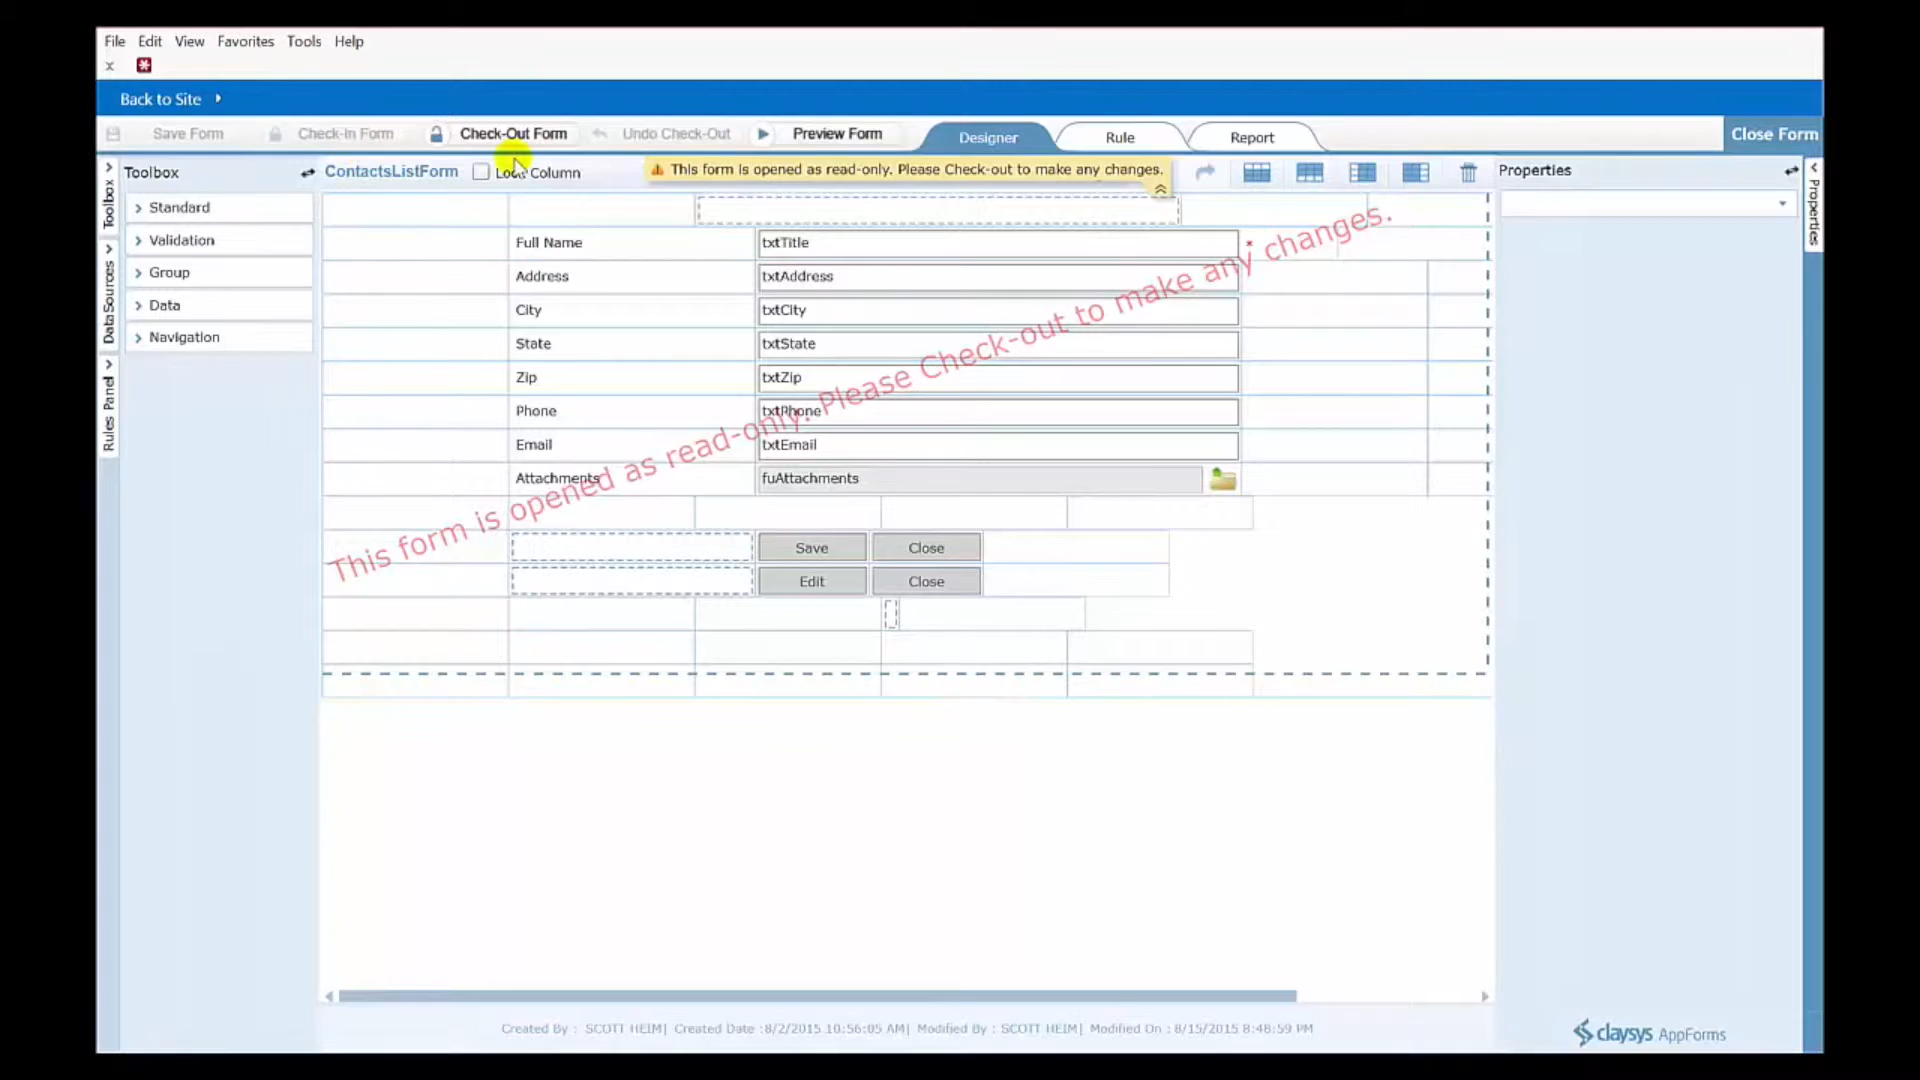 File Edit View Favorites Tools Help
x
Back to Site
Save Form Check-In Form Check-Out Form Undo Check-Out Preview Form Designer Rule Report Close Form
Toolbox
ContactsListForm Lock Column
This form is opened as read-only. Please Check-out to make any changes.
Properties
Toolbox
DataSources
Rules Panel
Properties
Standard
Validation
Group
Data
Navigation
Full Name txtTitle *
Address txtAddress
City txtCity
State txtState
Zip txtZip
Phone txtPhone
Email txtEmail
Attachments fuAttachments
This form is opened as read-only. Please Check-out to make any changes.
Save Close
Edit Close
Created By : SCOTT HEIM| Created Date :8/2/2015 10:56:05 AM| Modified By : SCOTT HEIM| Modified On : 8/15/2015 8:48:59 PM
claysys AppForms